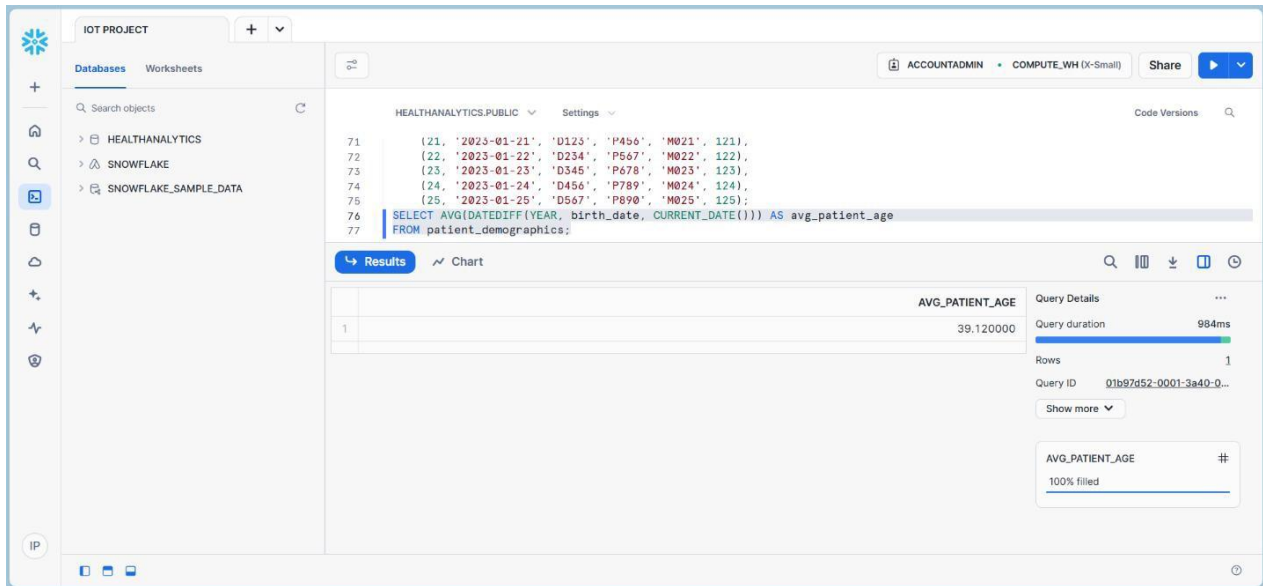 IOT PROJECT
Databases Worksheets
Search objects
HEALTHANALYTICS
SNOWFLAKE
SNOWFLAKE_SAMPLE_DATA
IP
ACCOUNTADMIN • COMPUTE_WH (X-Small) Share
HEALTHANALYTICS.PUBLIC Settings Code Versions
71 (21, '2023-01-21', 'D123', 'P456', 'M021', 121),
72 (22, '2023-01-22', 'D234', 'P567', 'M022', 122),
73 (23, '2023-01-23', 'D345', 'P678', 'M023', 123),
74 (24, '2023-01-24', 'D456', 'P789', 'M024', 124),
75 (25, '2023-01-25', 'D567', 'P890', 'M025', 125);
76 SELECT AVG(DATEDIFF(YEAR, birth_date, CURRENT_DATE())) AS avg_patient_age
77 FROM patient_demographics;
Results Chart
AVG_PATIENT_AGE
1 39.120000
Query Details ...
Query duration 984ms
Rows 1
Query ID 01b97d52-0001-3a40-0...
Show more
AVG_PATIENT_AGE #
100% filled